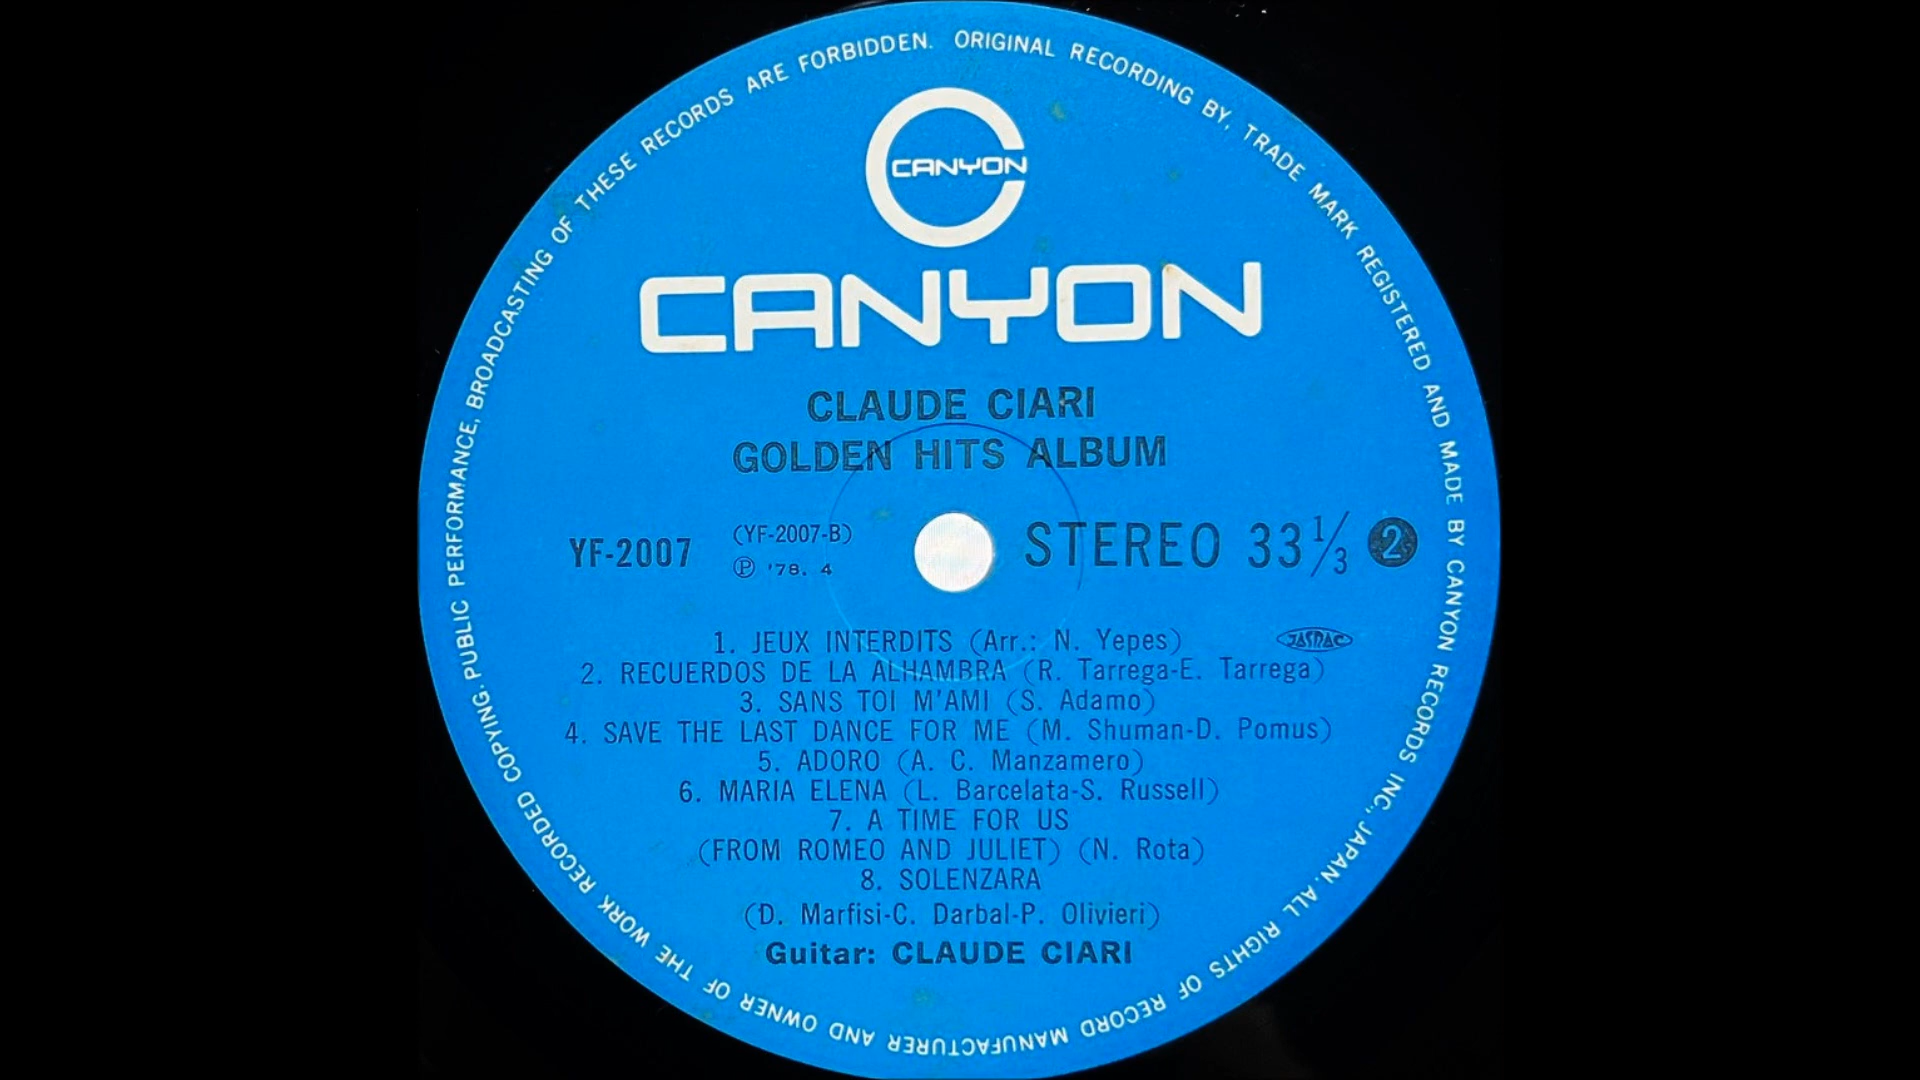 ORIGINAL RECORDING BY, TRADE MARK REGISTERED AND MADE BY CANYON RECORDS INC., JAPAN. ALL RIGHTS OF RECORD MANUFACTURER AND OWNER OF THE WORK RECORDED COPYING. PUBLIC PERFORMANCE, BROADCASTING OF THESE RECORDS ARE FORBIDDEN.
CANYON
CANYON
CLAUDE CIARI
GOLDEN HITS ALBUM
YF-2007 (YF-2007-B) STEREO 33 1/3 2
Ⓟ '78. 4
1. JEUX INTERDITS (Arr.: N. Yepes) JASRAC
2. RECUERDOS DE LA ALHAMBRA (R. Tarrega-E. Tarrega)
3. SANS TOI M'AMI (S. Adamo)
4. SAVE THE LAST DANCE FOR ME (M. Shuman-D. Pomus)
5. ADORO (A. C. Manzamero)
6. MARIA ELENA (L. Barcelata-S. Russell)
7. A TIME FOR US
(FROM ROMEO AND JULIET) (N. Rota)
8. SOLENZARA
(D. Marfisi-C. Darbal-P. Olivieri)
Guitar: CLAUDE CIARI